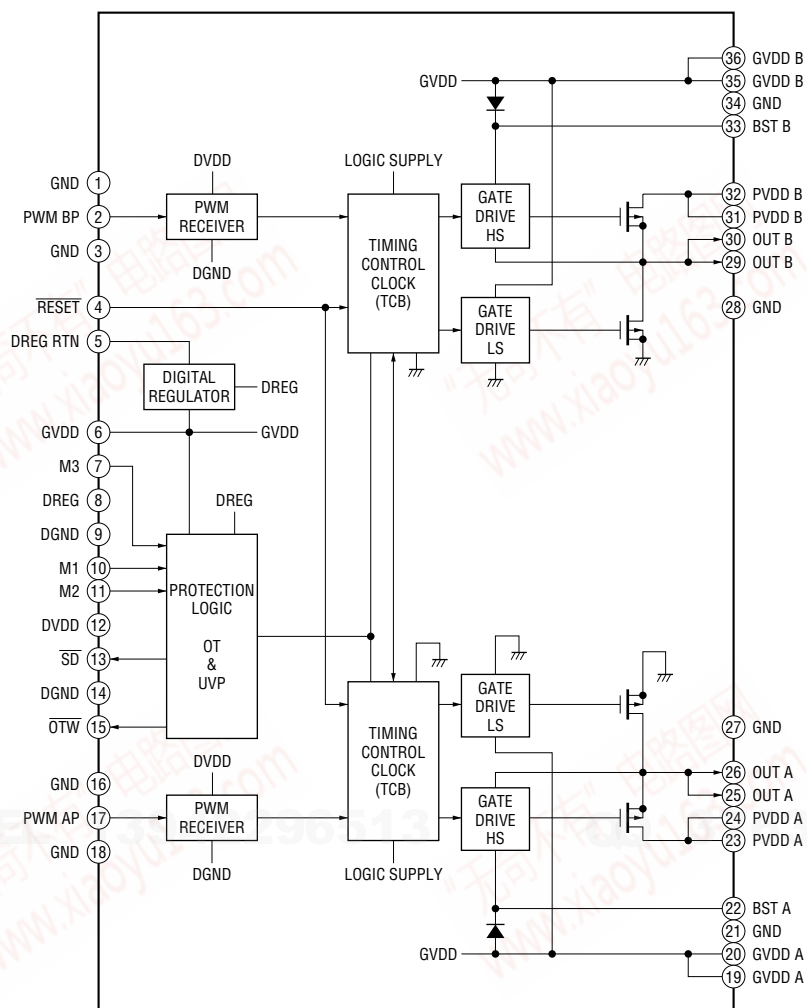 GVDD
36 GVDD B
35 GVDD B
34 GND
33 BST B
GND 1
DVDD
LOGIC SUPPLY
PWM BP 2
PWM RECEIVER
TIMING CONTROL CLOCK (TCB)
GATE DRIVE HS
32 PVDD B
31 PVDD B
30 OUT B
29 OUT B
GND 3
DGND
RESET 4
GATE DRIVE LS
28 GND
DREG RTN 5
DIGITAL REGULATOR
DREG
GVDD 6
GVDD
M3 7
DREG 8
DREG
DGND 9
M1 10
M2 11
PROTECTION LOGIC
OT & UVP
DVDD 12
SD 13
DGND 14
OTW 15
TIMING CONTROL CLOCK (TCB)
GATE DRIVE LS
27 GND
DVDD
GND 16
26 OUT A
25 OUT A
PWM AP 17
PWM RECEIVER
GATE DRIVE HS
24 PVDD A
23 PVDD A
GND 18
DGND
LOGIC SUPPLY
22 BST A
21 GND
GVDD
20 GVDD A
19 GVDD A
www.xiaoyu163.com
www.xiaoyu163.com